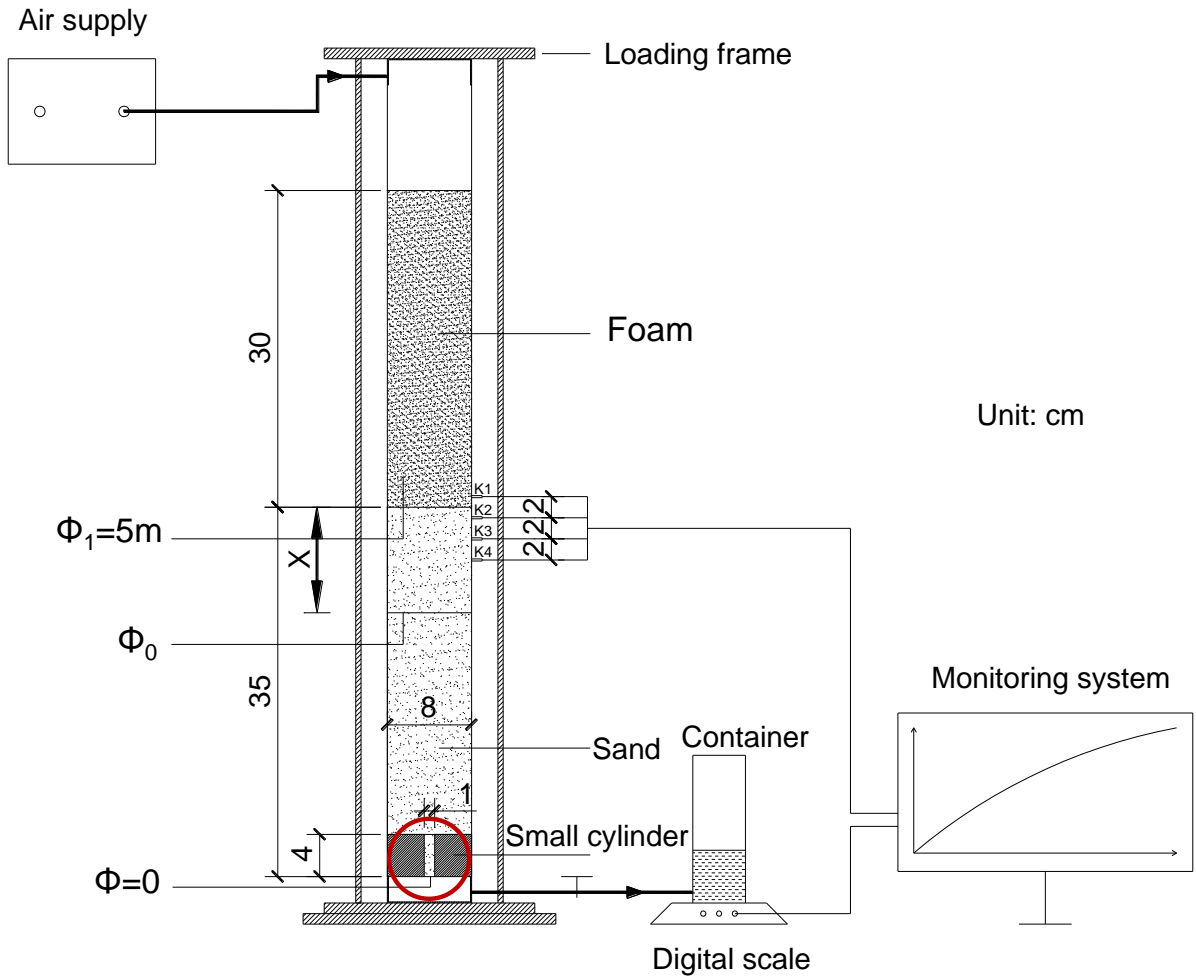 Air supply
Loading frame
30
Foam
Unit: cm
K1
K2
K3
K4
2
2
2
Φ₁=5m
X
Φ₀
35
8
Monitoring system
Sand
Container
1
Small cylinder
4
Φ=0
Digital scale